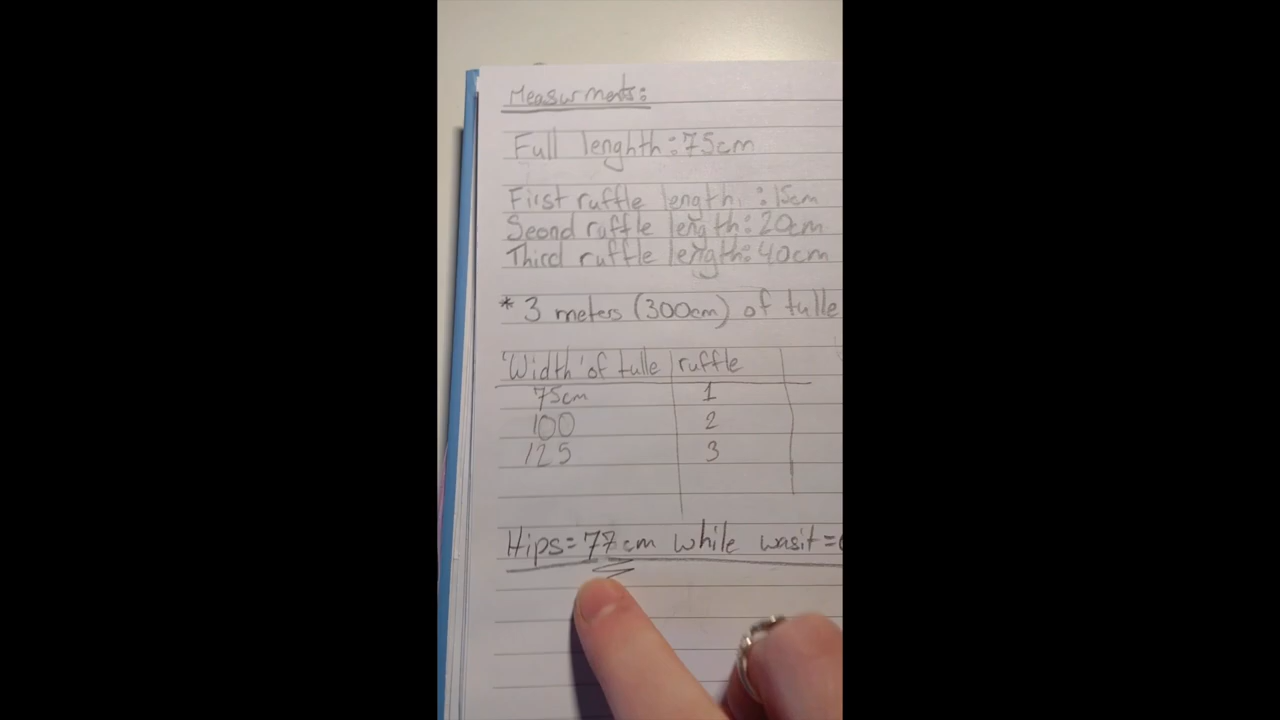 Measurments:
Full lenghth:75cm
First ruffle length :15cm
Seond ruffle length:20cm
Third ruffle length:40cm
* 3 meters (300cm) of tulle
'Width' of tulle ruffle
75cm 1
100 2
125 3
Hips=77cm while wasit=